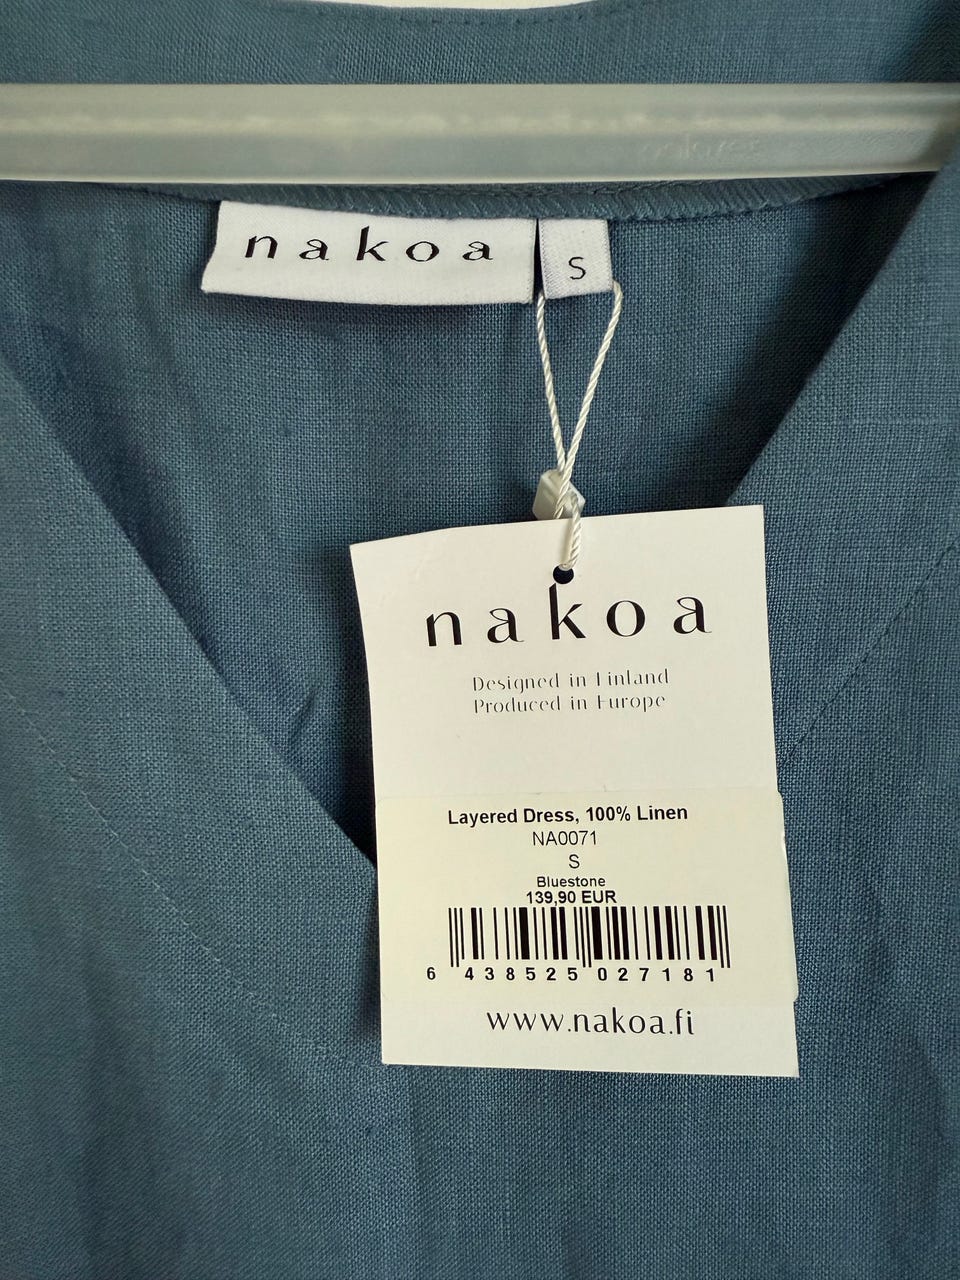 nakoa
S
nakoa
Designed in Finland
Produced in Europe
Layered Dress, 100% Linen
NA0071
S
Bluestone
139,90 EUR
6 438525 027181
www.nakoa.fi